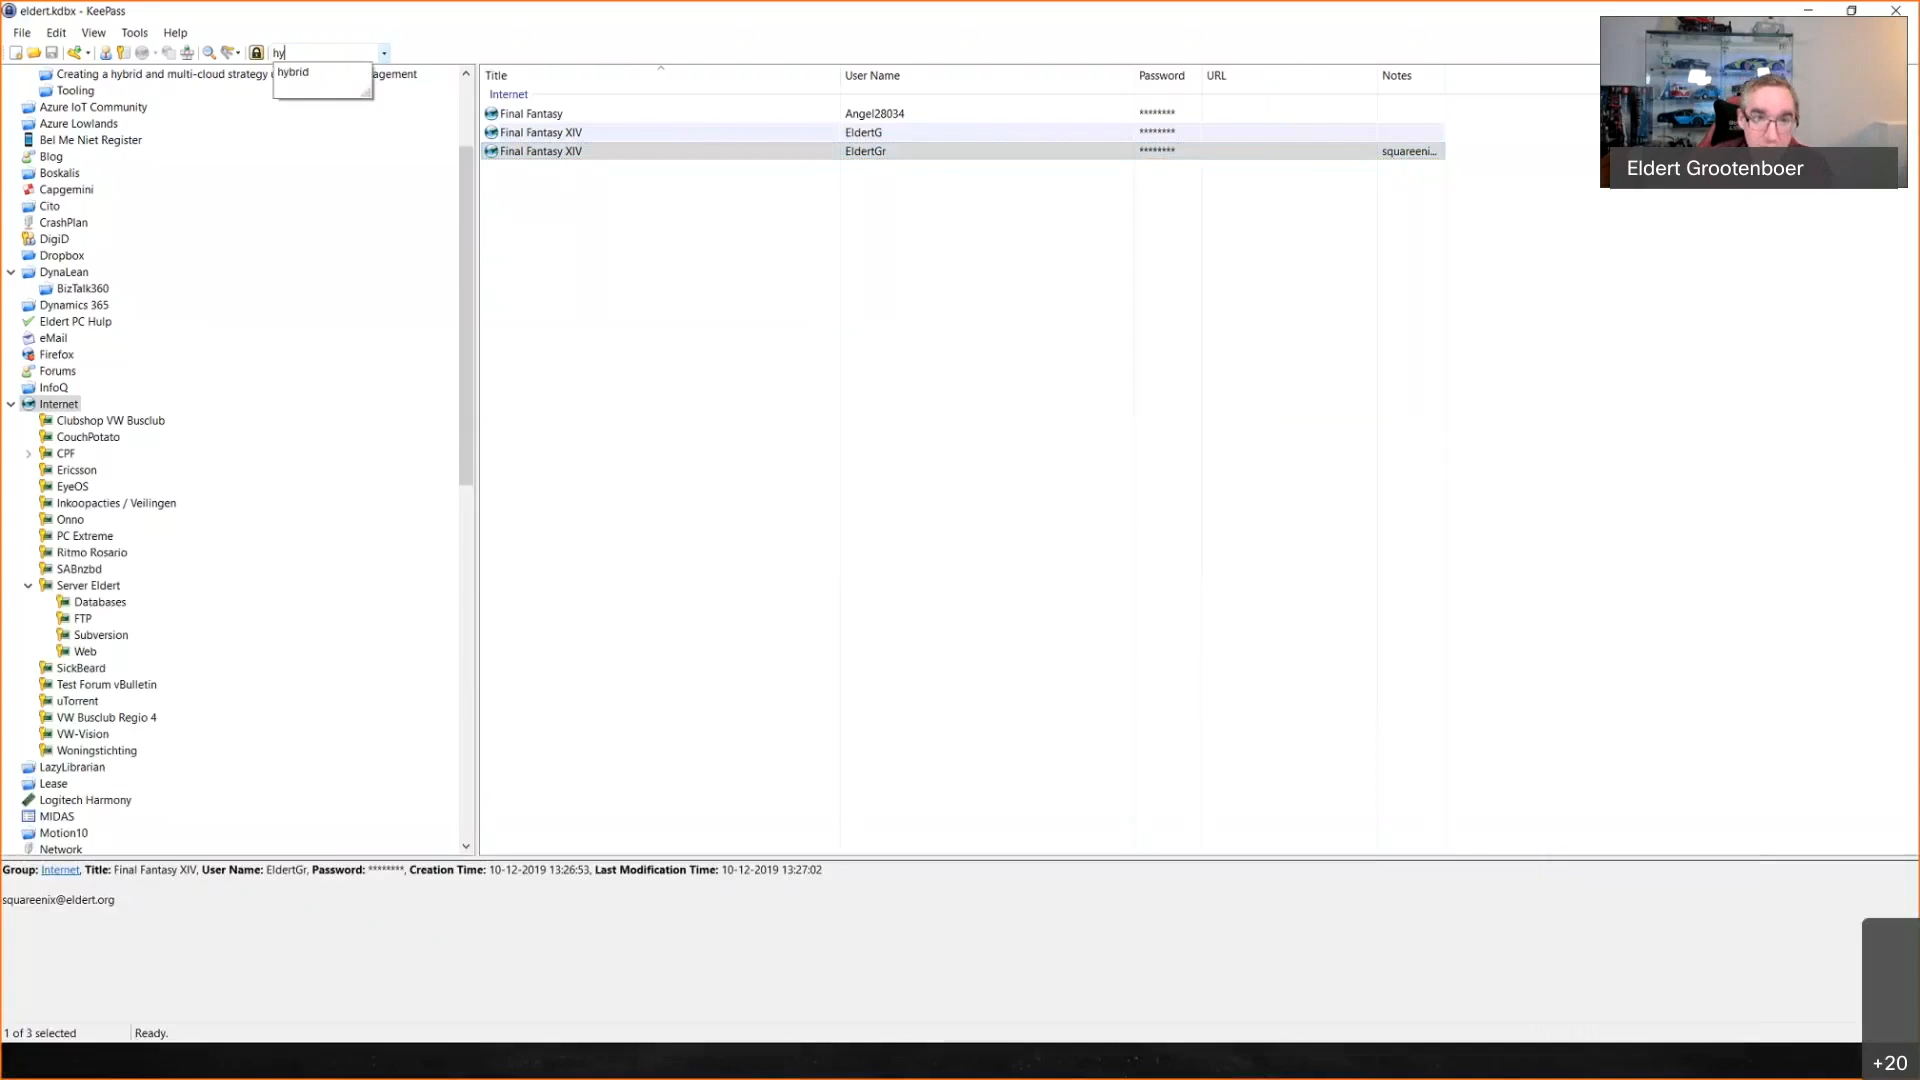 eldert.kdbx - KeePass
File Edit View Tools Help
hy
hybrid
Creating a hybrid and multi-cloud strategy
agement
Tooling
Azure IoT Community
Azure Lowlands
Bel Me Niet Register
Blog
Boskalis
Capgemini
Cito
CrashPlan
DigiD
Dropbox
DynaLean
BizTalk360
Dynamics 365
Eldert PC Hulp
eMail
Firefox
Forums
InfoQ
Internet
Clubshop VW Busclub
CouchPotato
CPF
Ericsson
EyeOS
Inkoopacties / Veilingen
Onno
PC Extreme
Ritmo Rosario
SABnzbd
Server Eldert
Databases
FTP
Subversion
Web
SickBeard
Test Forum vBulletin
uTorrent
VW Busclub Regio 4
VW-Vision
Woningstichting
LazyLibrarian
Lease
Logitech Harmony
MIDAS
Motion10
Network
Title User Name Password URL Notes
Internet
Final Fantasy Angel28034 ********
Final Fantasy XIV EldertG ********
Final Fantasy XIV EldertGr ******** squareeni...
Eldert Grootenboer
Group: Internet, Title: Final Fantasy XIV, User Name: EldertGr, Password: ********, Creation Time: 10-12-2019 13:26:53, Last Modification Time: 10-12-2019 13:27:02
squareenix@eldert.org
1 of 3 selected Ready.
+20